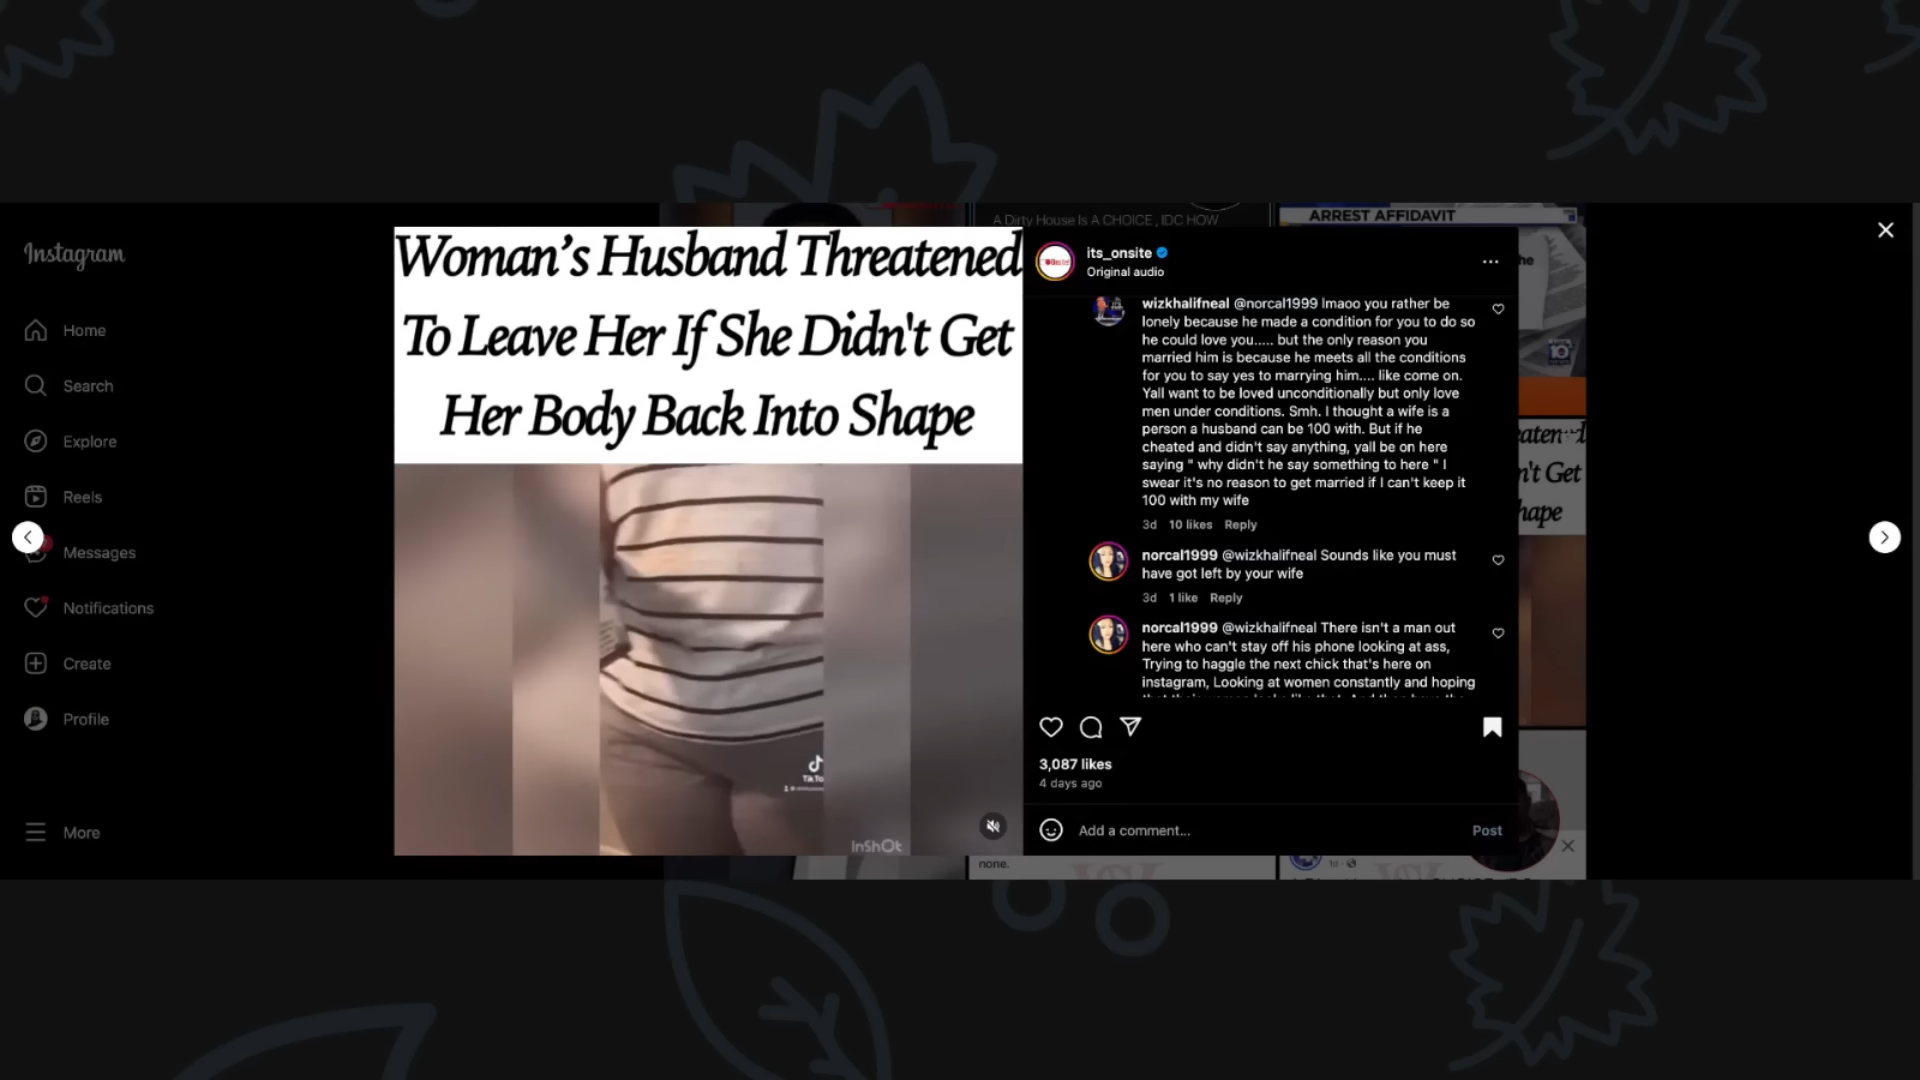 Instagram
Home
Search
Explore
Reels
Messages
Notifications
Create
Profile
More
A Dirty House Is A CHOICE , IDC HOW
ARREST AFFIDAVIT
Woman's Husband Threatened
To Leave Her If She Didn't Get
Her Body Back Into Shape
TikTo
InShOt
its_onsite
Original audio
wizkhalifneal @norcal1999 lmaoo you rather be
lonely because he made a condition for you to do so
he could love you..... but the only reason you
married him is because he meets all the conditions
for you to say yes to marrying him.... like come on.
Yall want to be loved unconditionally but only love
men under conditions. Smh. I thought a wife is a
person a husband can be 100 with. But if he
cheated and didn't say anything, yall be on here
saying " why didn't he say something to here " I
swear it's no reason to get married if I can't keep it
100 with my wife
3d 10 likes Reply
norcal1999 @wizkhalifneal Sounds like you must
have got left by your wife
3d 1 like Reply
norcal1999 @wizkhalifneal There isn't a man out
here who can't stay off his phone looking at ass,
Trying to haggle the next chick that's here on
instagram, Looking at women constantly and hoping
3,087 likes
4 days ago
Add a comment...
Post
he
10
eatened
n't Get
hape
none.
1d